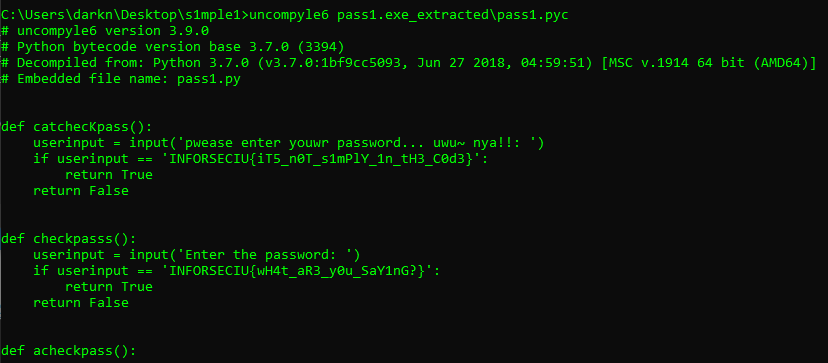 C:\Users\darkn\Desktop\s1mple1>uncompyle6 pass1.exe_extracted\pass1.pyc
# uncompyle6 version 3.9.0
# Python bytecode version base 3.7.0 (3394)
# Decompiled from: Python 3.7.0 (v3.7.0:1bf9cc5093, Jun 27 2018, 04:59:51) [MSC v.1914 64 bit (AMD64)]
# Embedded file name: pass1.py
def catchecKpass():
    userinput = input('pwease enter youwr password... uwu~ nya!!: ')
    if userinput == 'INFORSECIU{iT5_n0T_s1mPlY_1n_tH3_C0d3}':
        return True
    return False
def checkpasss():
    userinput = input('Enter the password: ')
    if userinput == 'INFORSECIU{wH4t_aR3_y0u_SaY1nG?}':
        return True
    return False
def acheckpass():